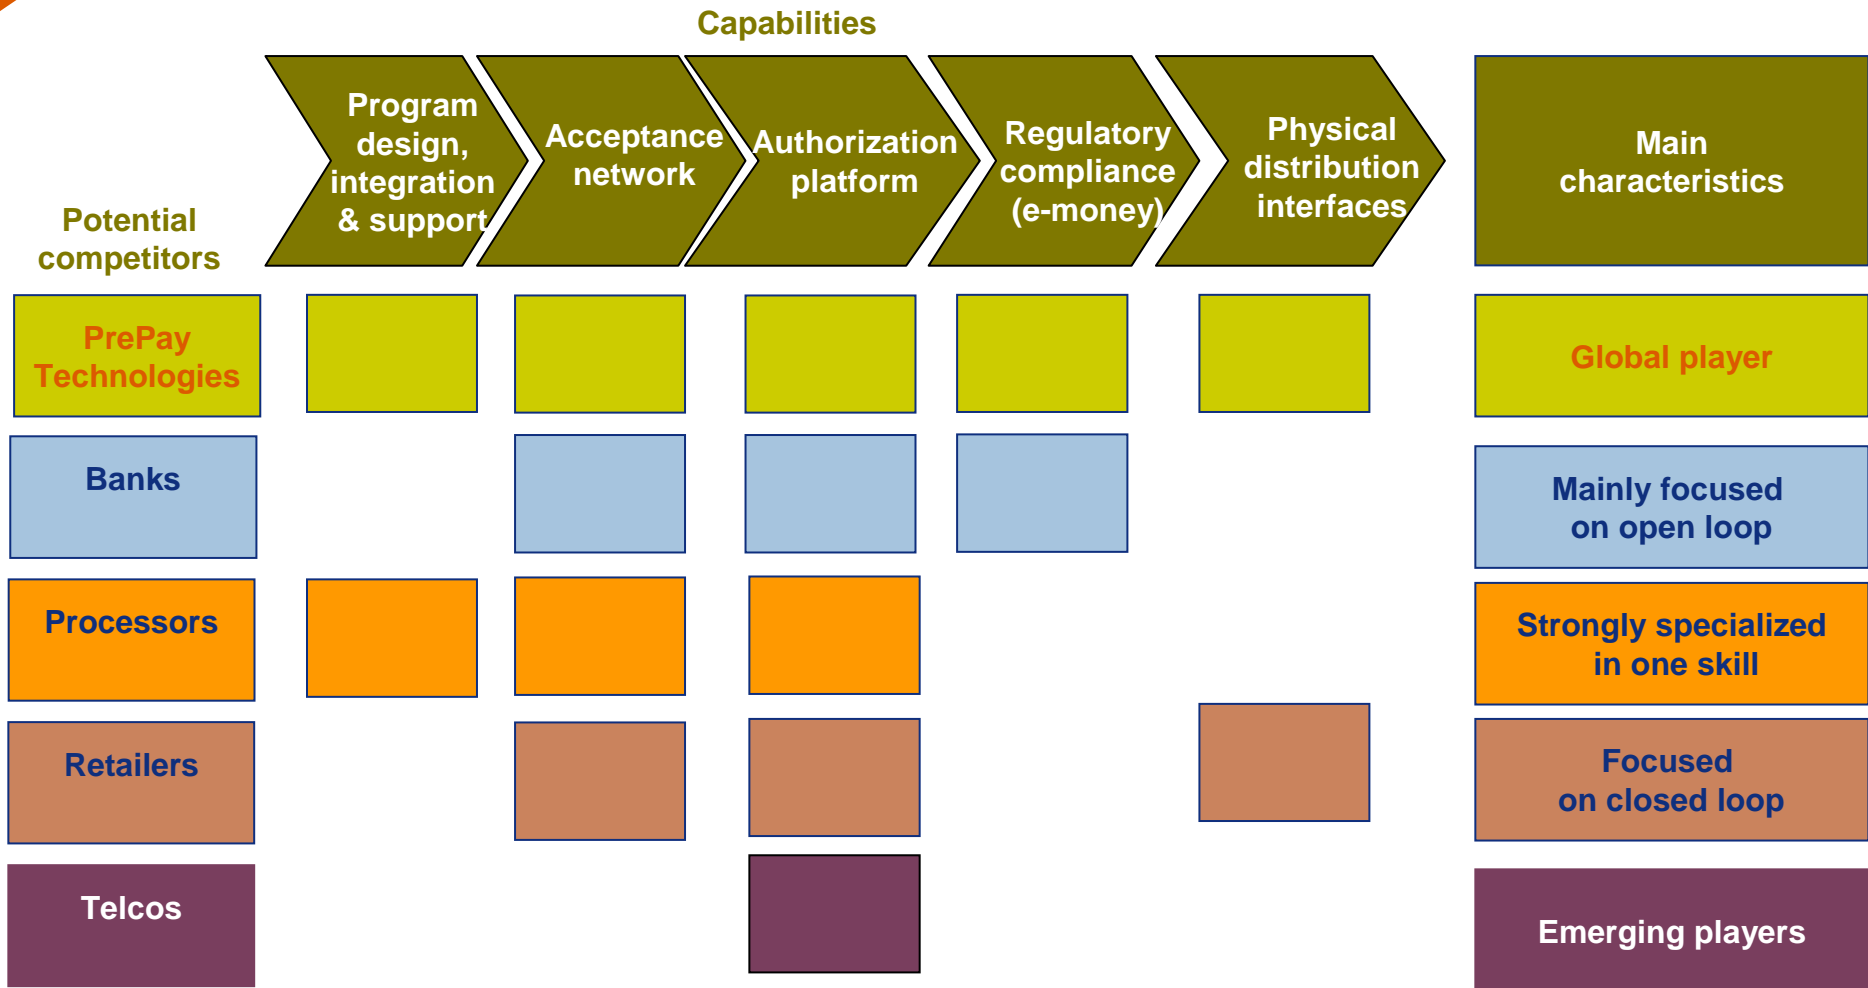 Capabilities
Program
design,
integration
& support
Acceptance
network
Authorization
platform
Regulatory
compliance
(e-money)
Physical
distribution
interfaces
Main
characteristics
Potential
competitors
PrePay
Technologies
Global player
Banks
Mainly focused
on open loop
Processors
Strongly specialized
in one skill
Retailers
Focused
on closed loop
Telcos
Emerging players